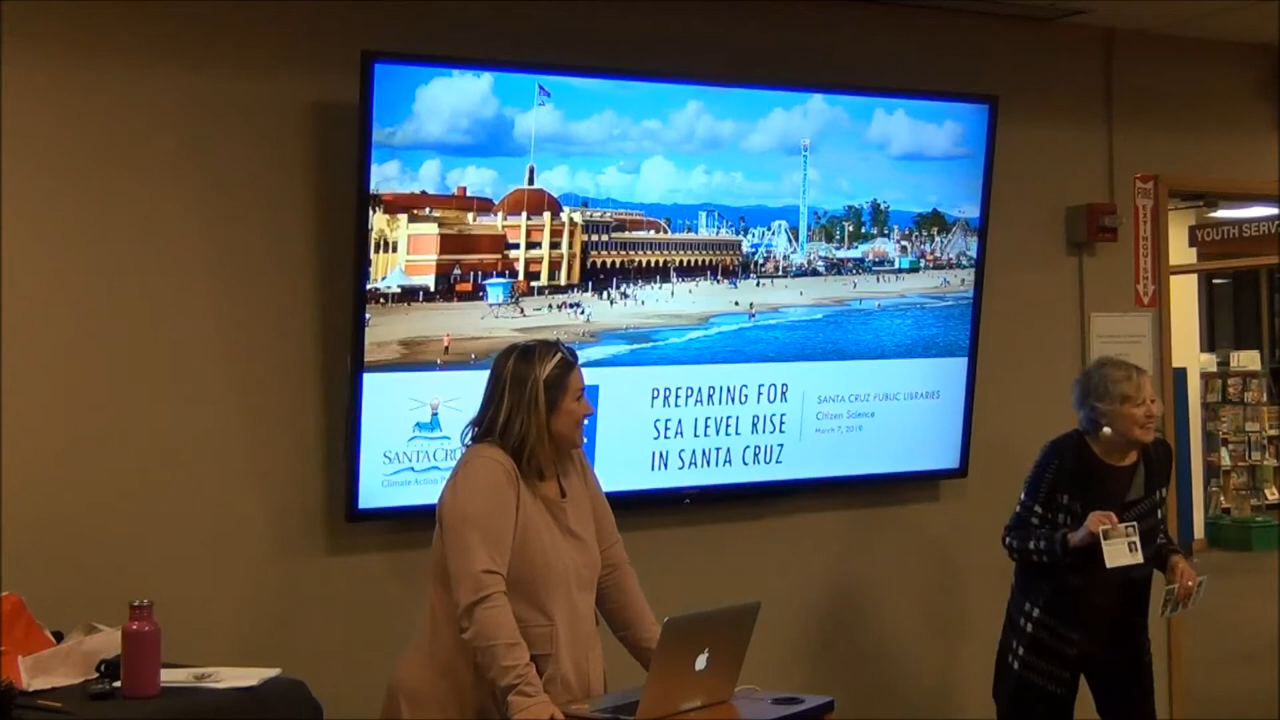 FIRE
EXTINGUISHER
YOUTH SERV
SANTA CRU
Climate Action P
PREPARING FOR
SEA LEVEL RISE
IN SANTA CRUZ
SANTA CRUZ PUBLIC LIBRARIES
Citizen Science
March 7, 2019